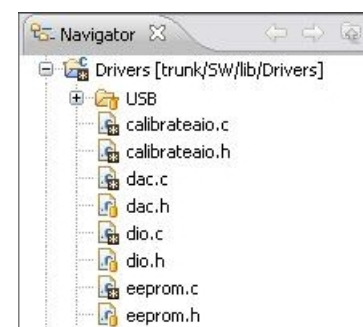 Navigator
Drivers [trunk/SW/lib/Drivers]
USB
calibrateaio.c
calibrateaio.h
dac.c
dac.h
dio.c
dio.h
eeprom.c
eeprom.h